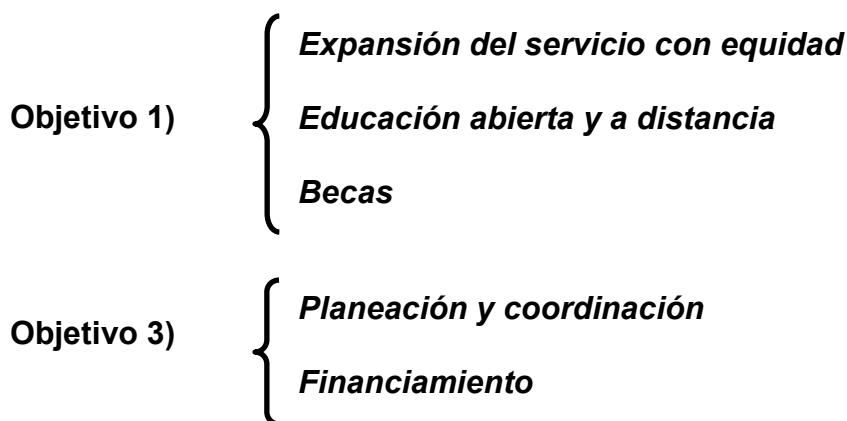 Objetivo 1)
Expansión del servicio con equidad
Educación abierta y a distancia
Becas
Objetivo 3)
Planeación y coordinación
Financiamiento